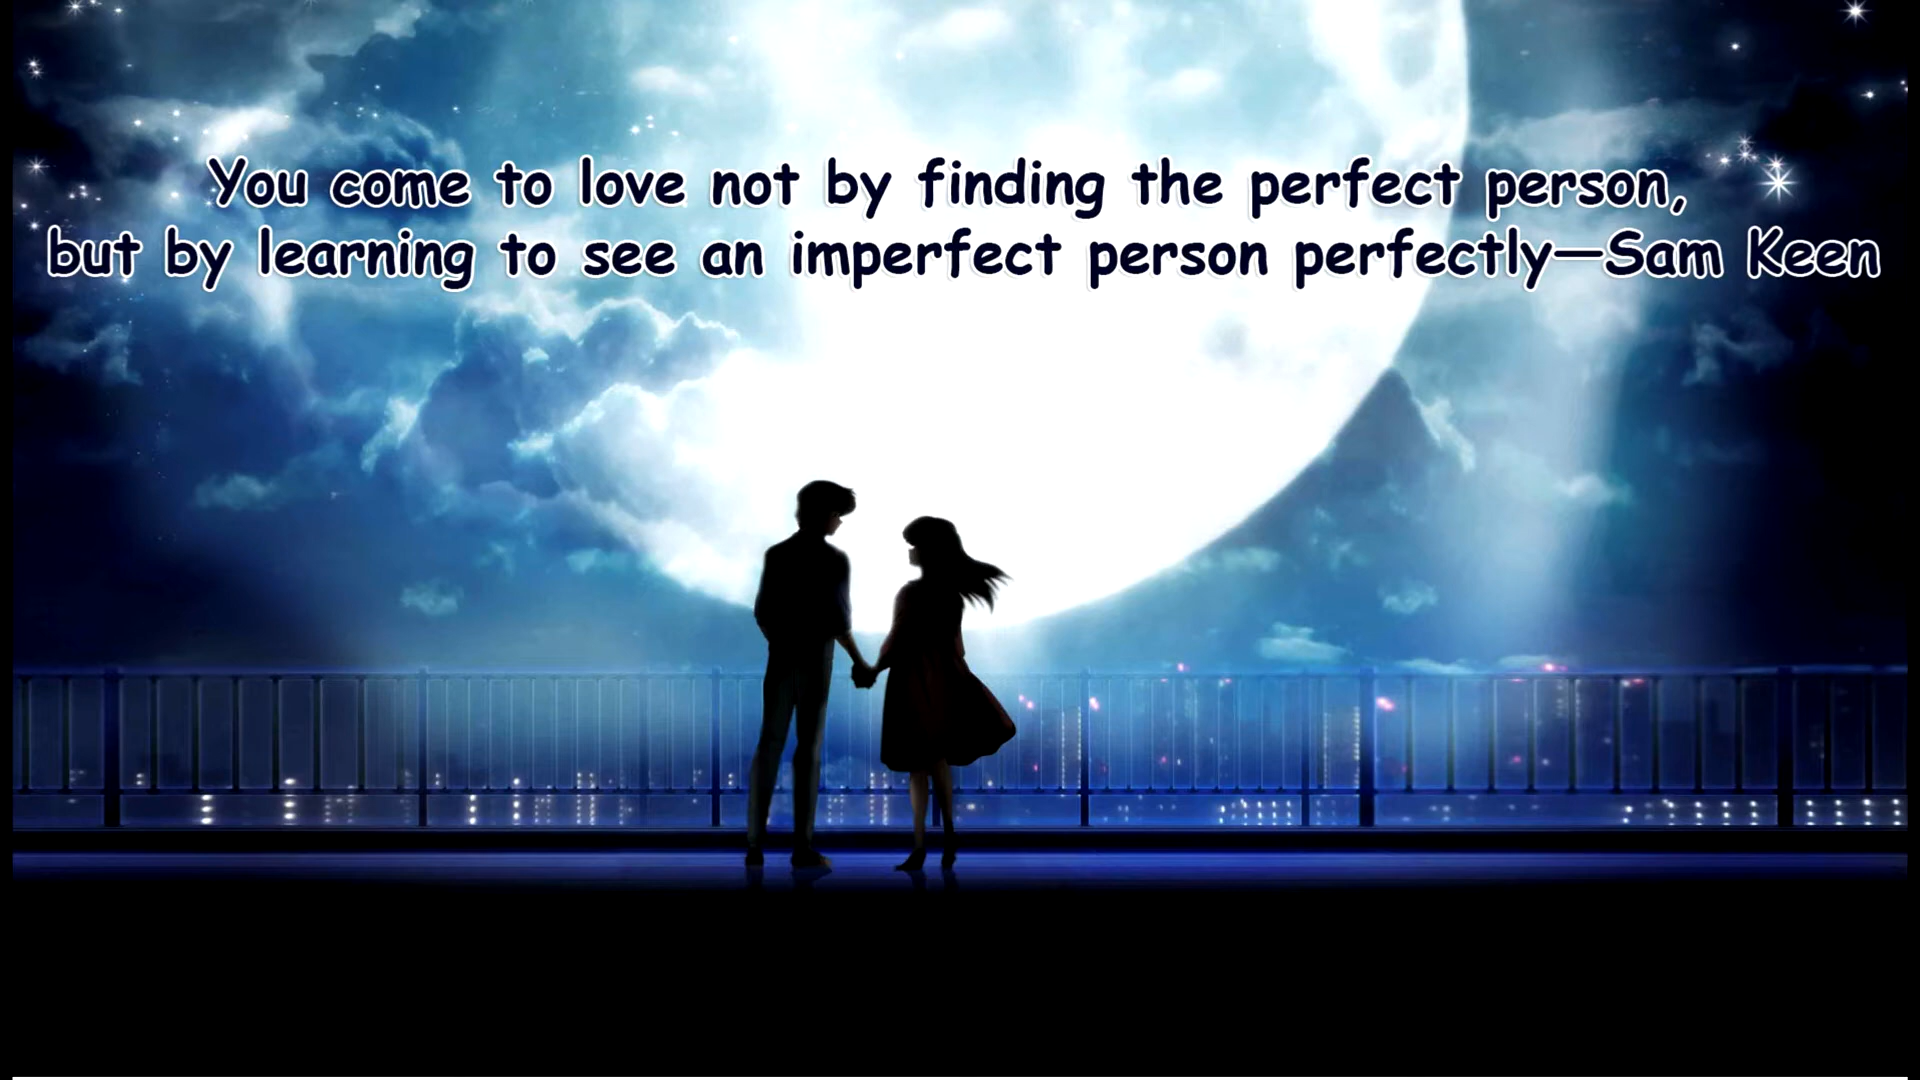 You come to love not by finding the perfect person,
but by learning to see an imperfect person perfectly—Sam Keen